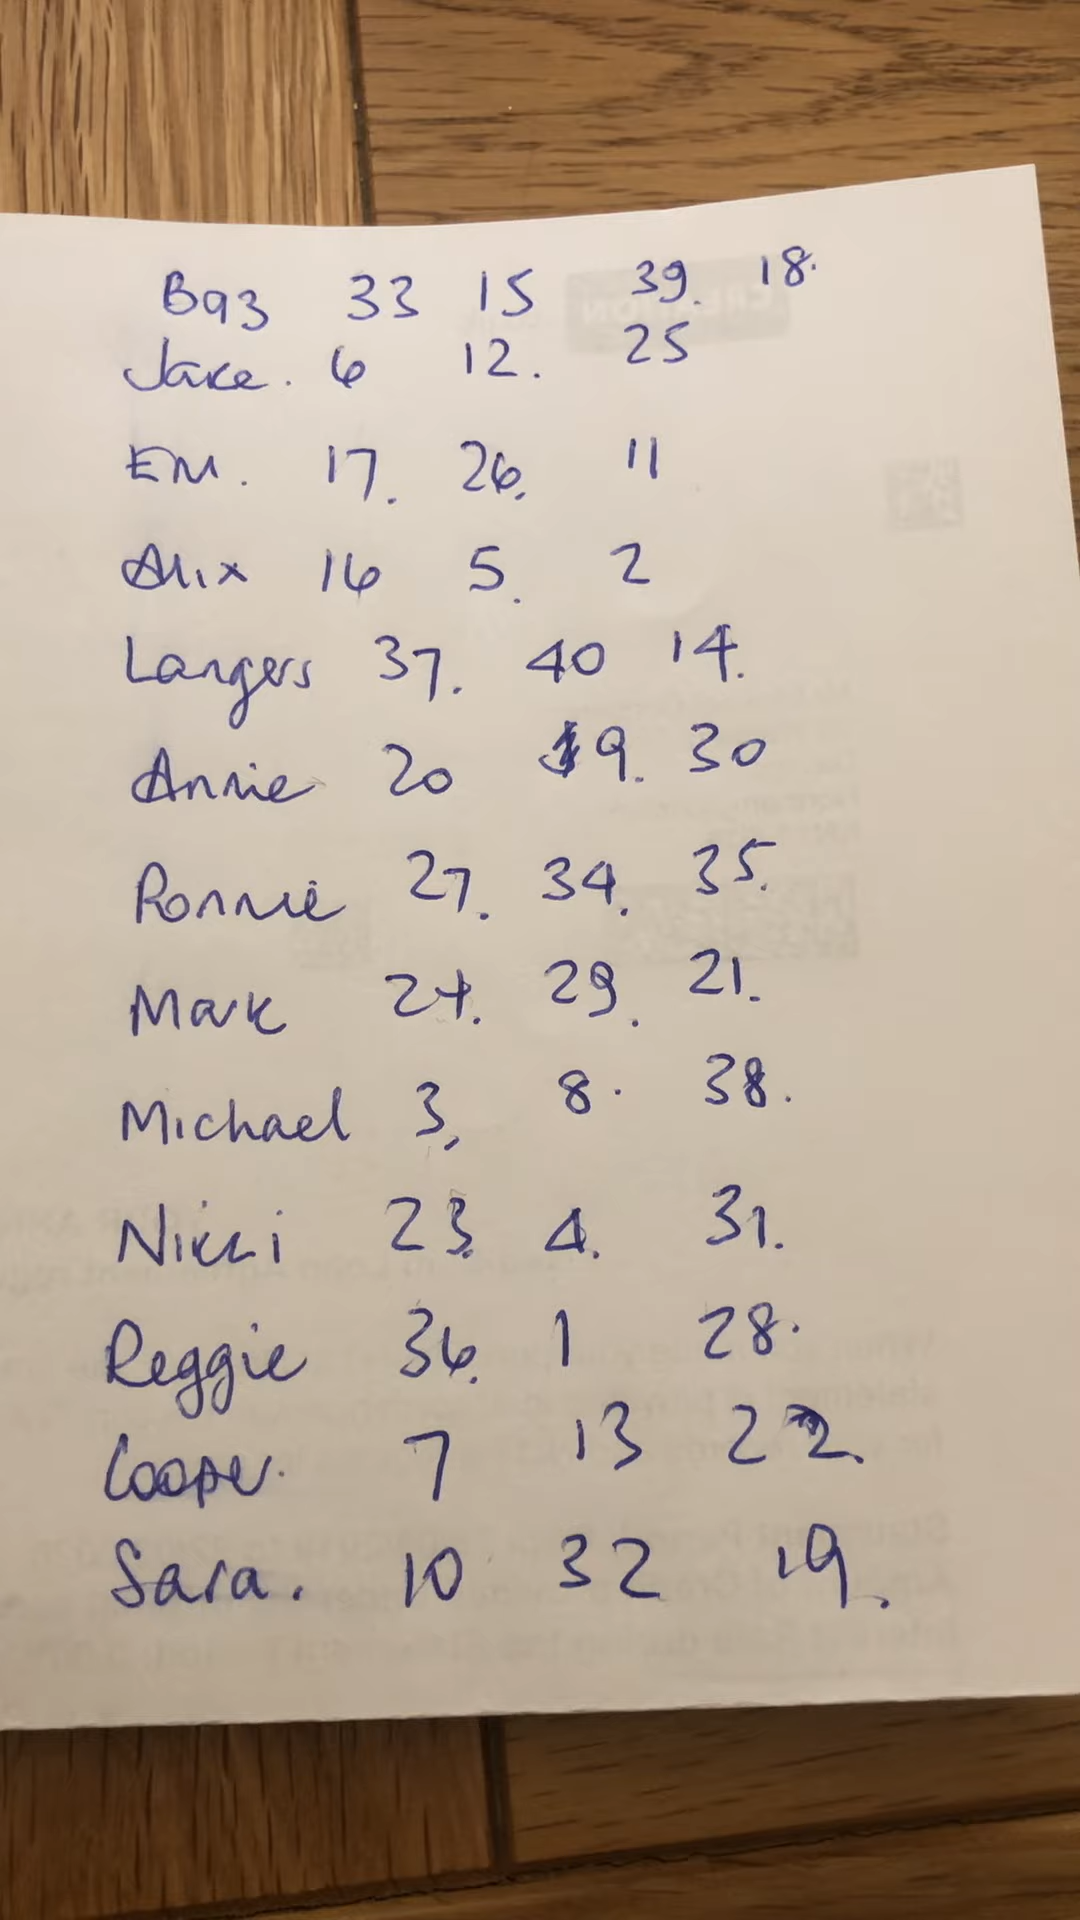 Baz 33 15 39. 18.
Jake. 6 12. 25
Em. 17. 26. 11
Alix 16 5. 2
Langers 37. 40 14.
Annie 20 9. 30
Ronnie 27. 34. 35.
Mark 24. 29. 21.
Michael 3, 8. 38.
Nikki 23. 4. 31.
Reggie 36. 1 28.
Cooper. 7 13 22.
Sara. 10 32 19.
CREATION